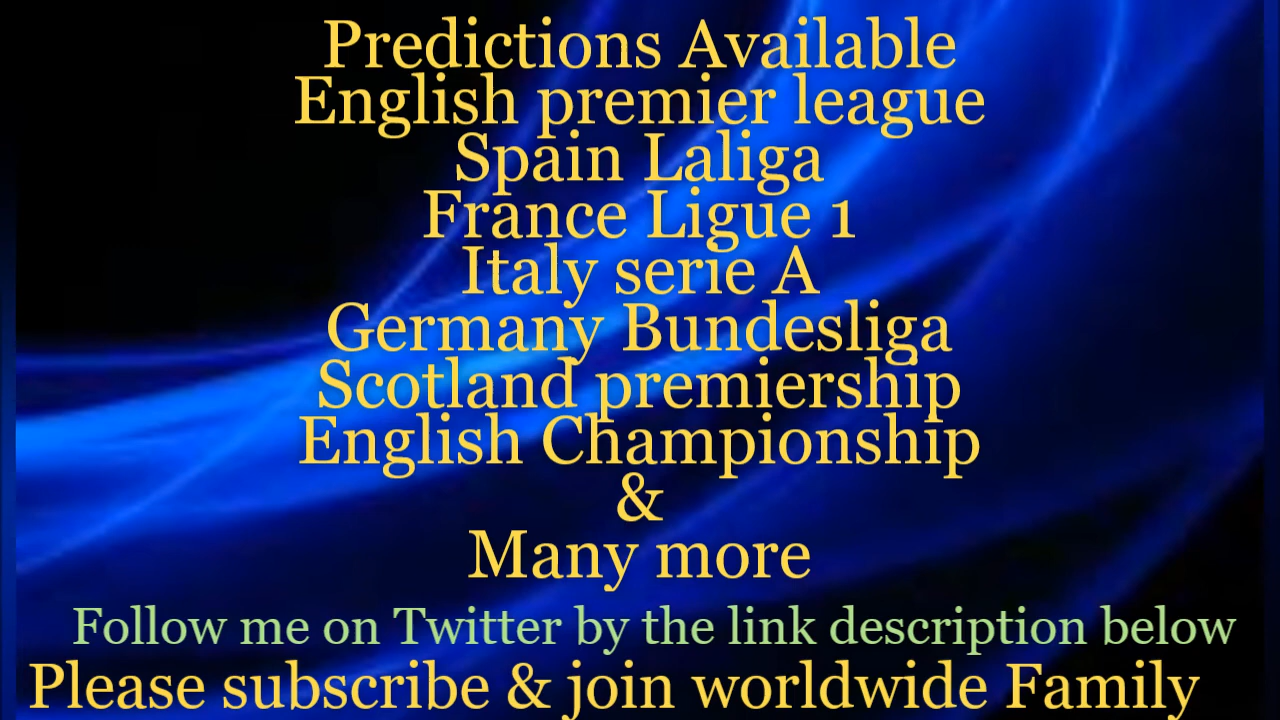 Predictions Available
English premier league
Spain Laliga
France Ligue 1
Italy serie A
Germany Bundesliga
Scotland premiership
English Championship
&
Many more
Follow me on Twitter by the link description below
Please subscribe & join worldwide Family